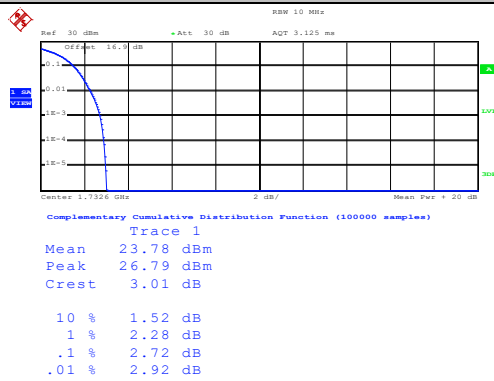 RBW 10 MHz
Ref 30 dBm Att 30 dB AQT 3.125 ms
Offset 16.9 dB
0.1
0.01
1E-3
1E-4
1E-5
1 SA
VIEW
A
3DB
Center 1.7326 GHz 2 dB/ Mean Pwr + 20 dB
Complementary Cumulative Distribution Function (100000 samples)
Trace 1
Mean 23.78 dBm
Peak 26.79 dBm
Crest 3.01 dB
10 % 1.52 dB
1 % 2.28 dB
.1 % 2.72 dB
.01 % 2.92 dB